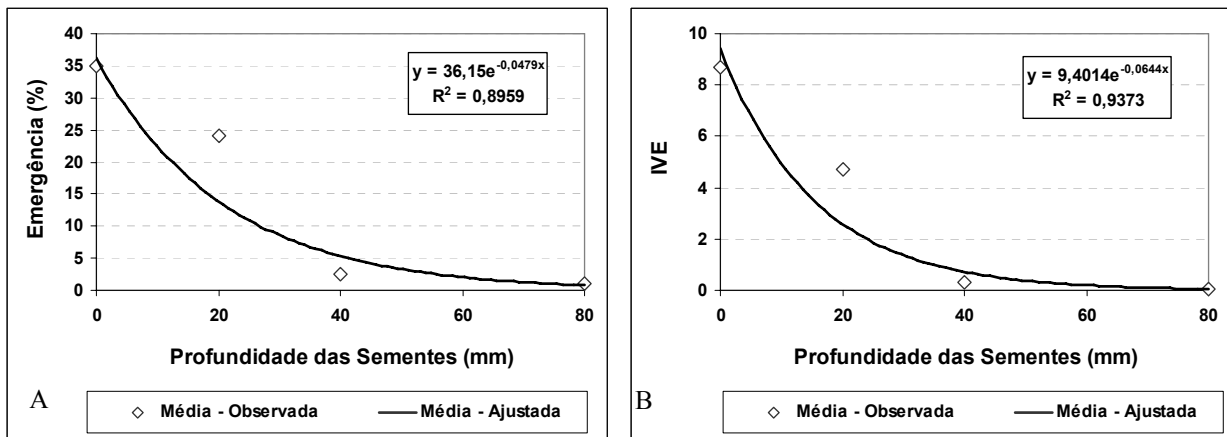 40
35
30
25
20
15
10
5
0
Emergência (%)
y = 36,15e^-0,0479x
R² = 0,8959
0 20 40 60 80
Profundidade das Sementes (mm)
A
Média - Observada Média - Ajustada
10
8
6
4
2
0
IVE
y = 9,4014e^-0,0644x
R² = 0,9373
0 20 40 60 80
Profundidade das Sementes (mm)
B
Média - Observada Média - Ajustada